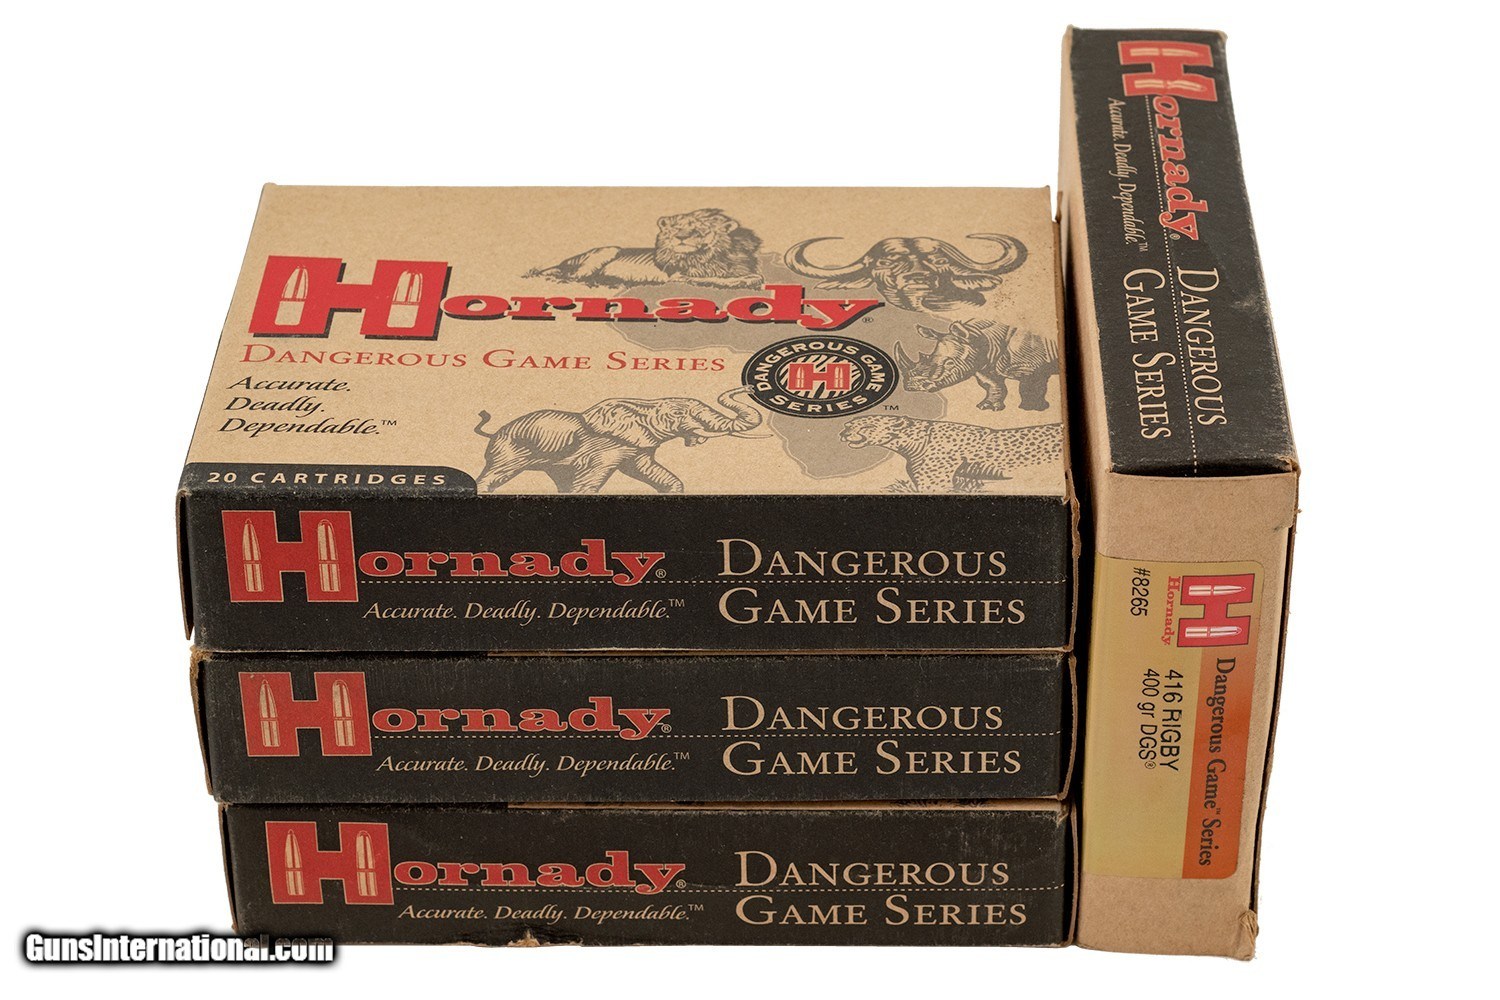 Hornady®
DANGEROUS GAME SERIES
Accurate.
Deadly.
Dependable.™
DANGEROUS GAME
H
SERIES
™
20 CARTRIDGES
Hornady®
Accurate. Deadly. Dependable.™
DANGEROUS
GAME SERIES
Hornady®
Accurate. Deadly. Dependable.™
DANGEROUS
GAME SERIES
Hornady®
Accurate. Deadly. Dependable.™
DANGEROUS
GAME SERIES
Hornady®
Accurate. Deadly. Dependable.™
DANGEROUS
GAME SERIES
H
Hornady
Dangerous Game™ Series
#8265
416 RIGBY
400 gr DGS®
GunsInternational.com